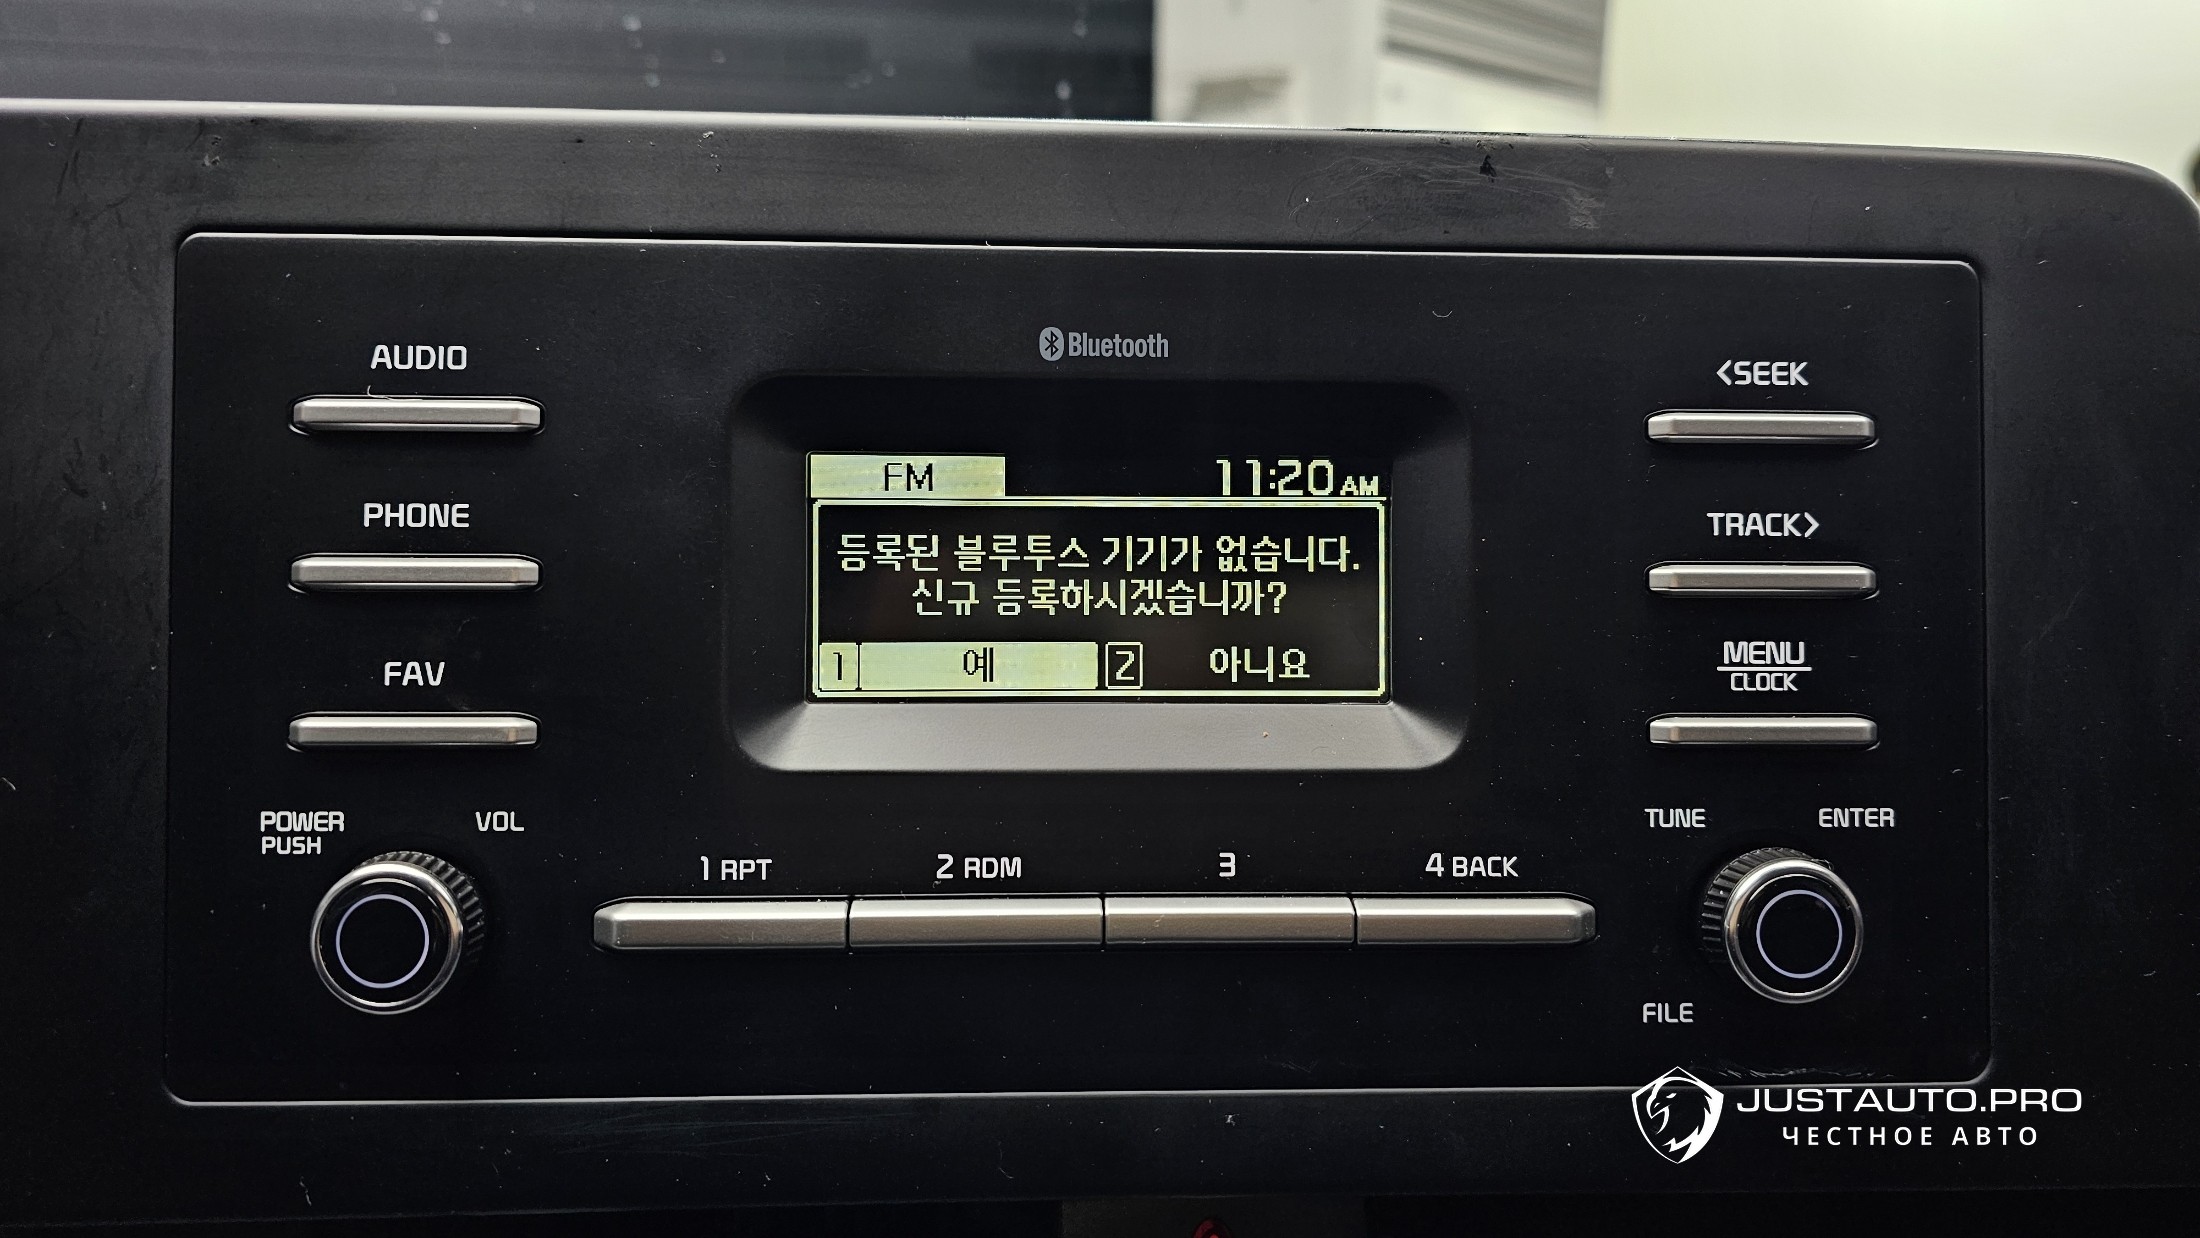 Bluetooth
AUDIO
PHONE
FAV
POWER
PUSH
VOL
FM
11:20 AM
등록된 블루투스 기기가 없습니다.
신규 등록하시겠습니까?
1 예
2 아니요
<SEEK
TRACK>
MENU
CLOCK
TUNE
ENTER
FILE
1 RPT
2 RDM
3
4 BACK
JUSTAUTO.PRO
ЧЕСТНОЕ АВТО